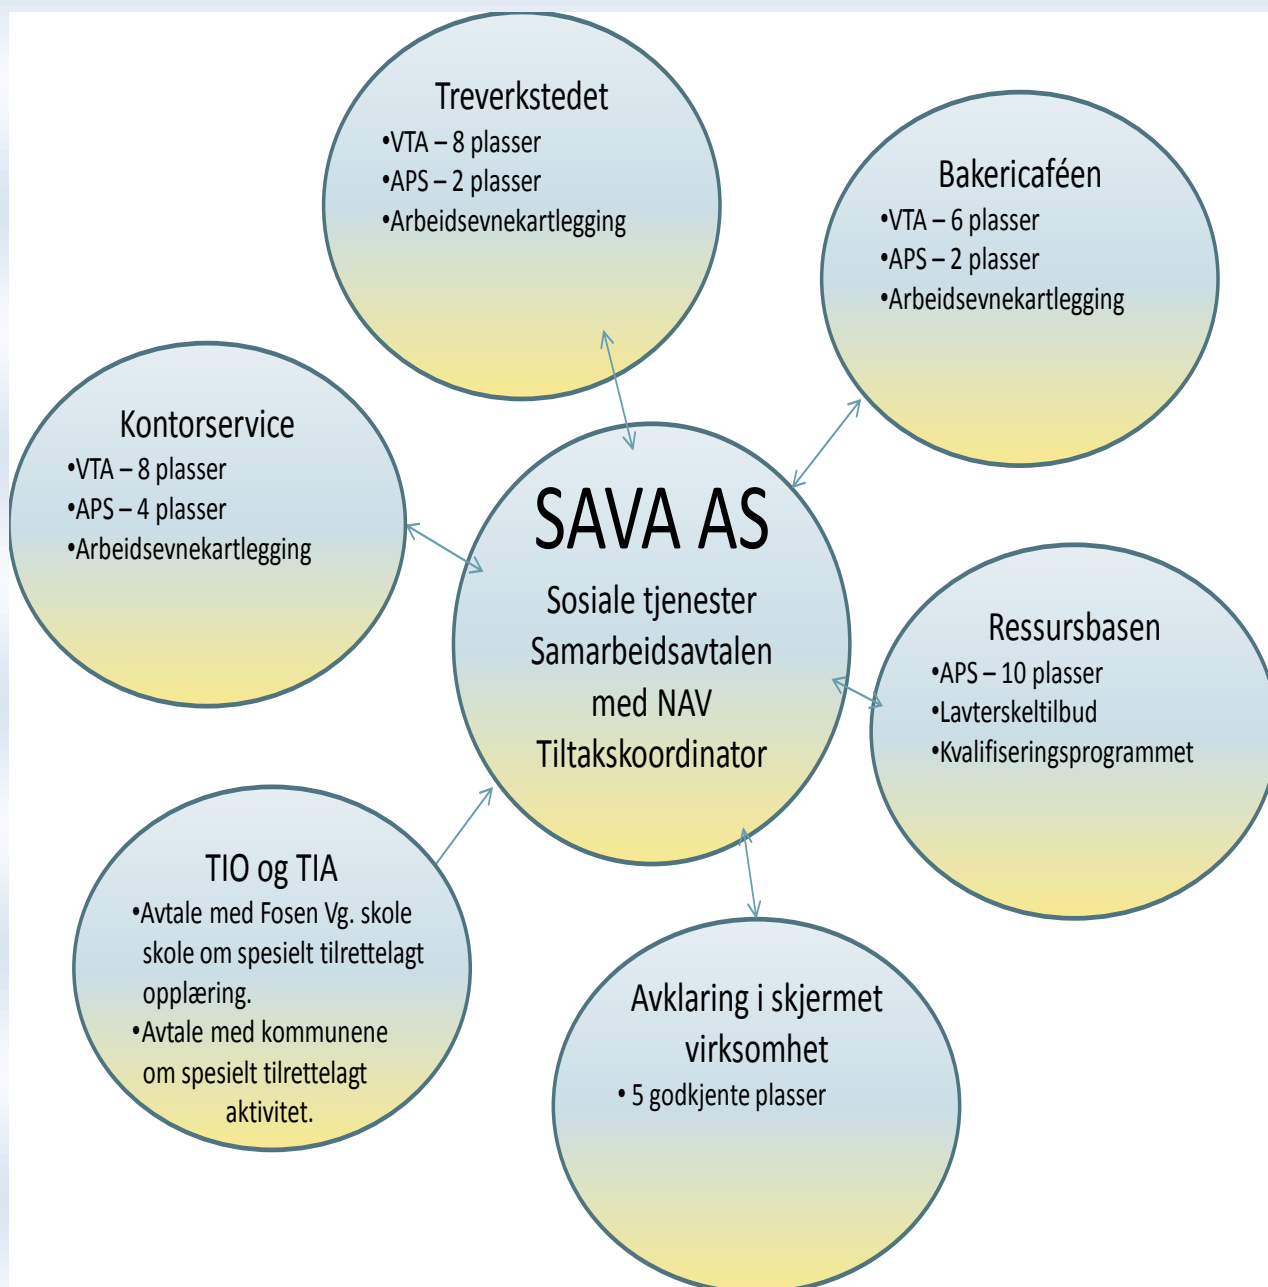 Treverkstedet
•VTA – 8 plasser
•APS – 2 plasser
•Arbeidsevnekartlegging
Bakericaféen
•VTA – 6 plasser
•APS – 2 plasser
•Arbeidsevnekartlegging
Kontorservice
•VTA – 8 plasser
•APS – 4 plasser
•Arbeidsevnekartlegging
SAVA AS
Sosiale tjenester
Samarbeidsavtalen
med NAV
Tiltakskoordinator
Ressursbasen
•APS – 10 plasser
•Lavterskeltilbud
•Kvalifiseringsprogrammet
TIO og TIA
•Avtale med Fosen Vg. skole
skole om spesielt tilrettelagt
opplæring.
•Avtale med kommunene
om spesielt tilrettelagt
aktivitet.
Avklaring i skjermet
virksomhet
• 5 godkjente plasser